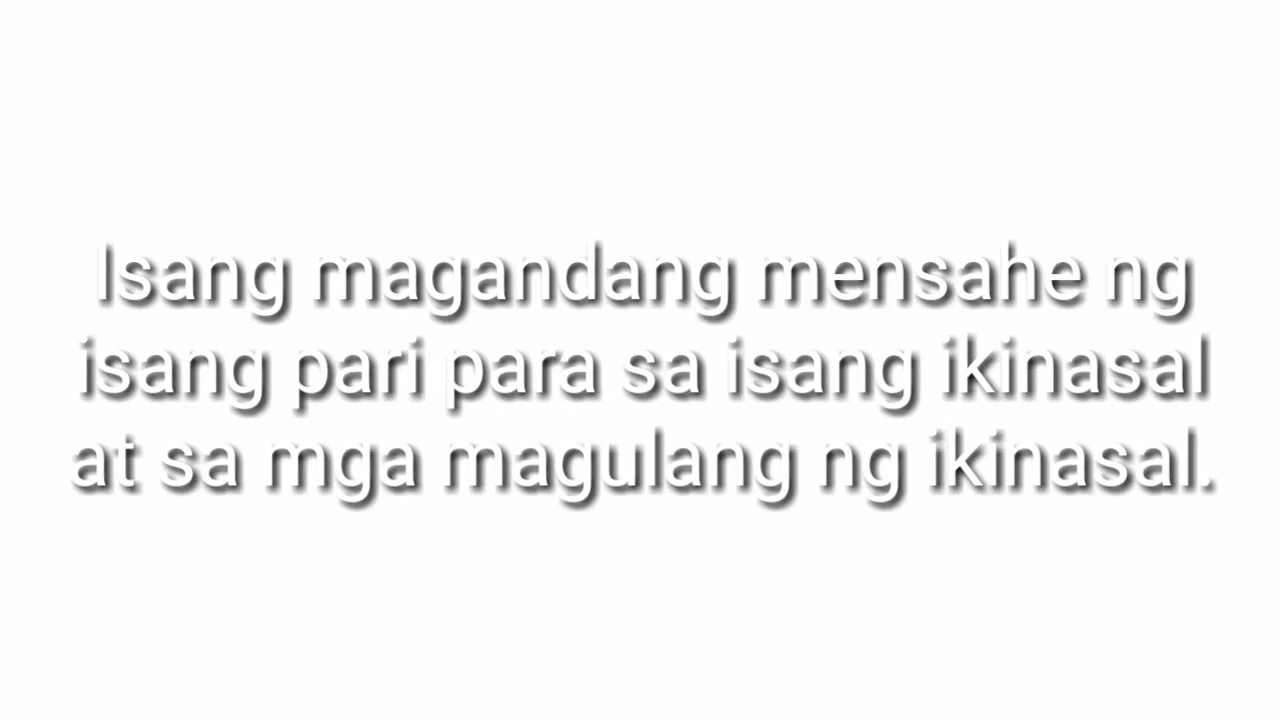 Isang magandang mensahe ng
isang pari para sa isang ikinasal
at sa mga magulang ng ikinasal.